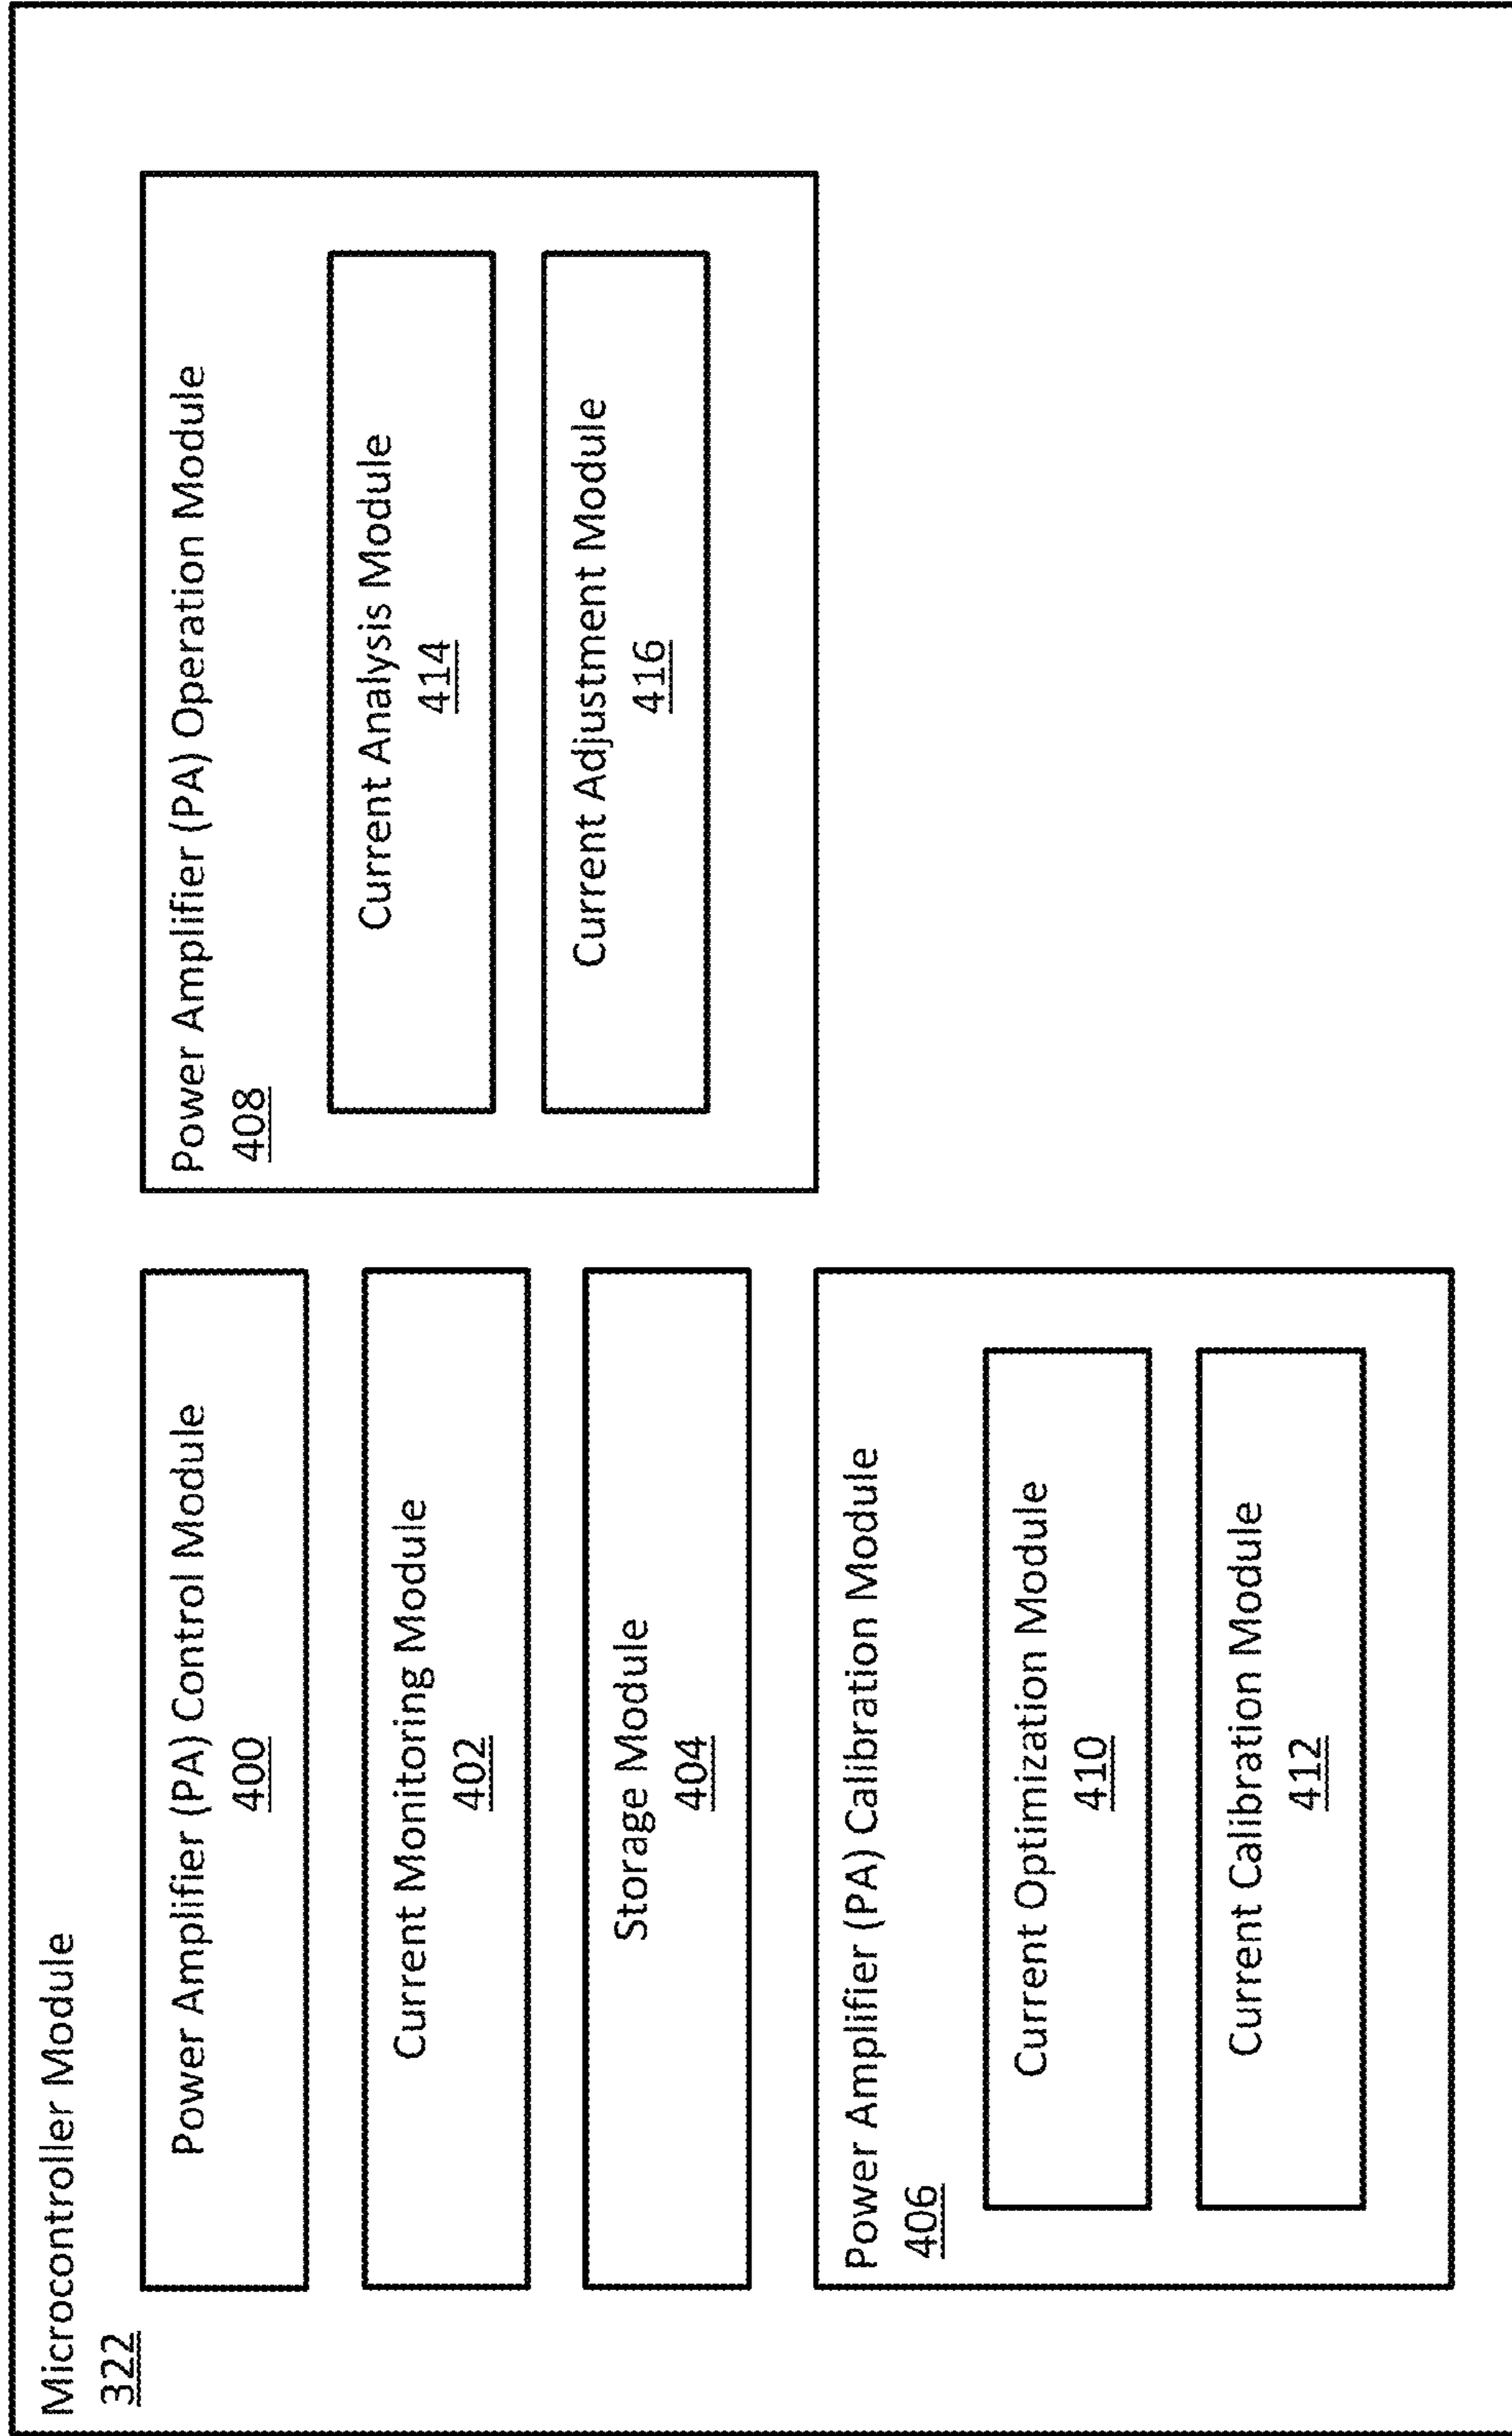 Microcontroller Module
322
Power Amplifier (PA) Control Module
400
Current Monitoring Module
402
Storage Module
404
Power Amplifier (PA) Calibration Module
406
Current Optimization Module
410
Current Calibration Module
412
Power Amplifier (PA) Operation Module
408
Current Analysis Module
414
Current Adjustment Module
416